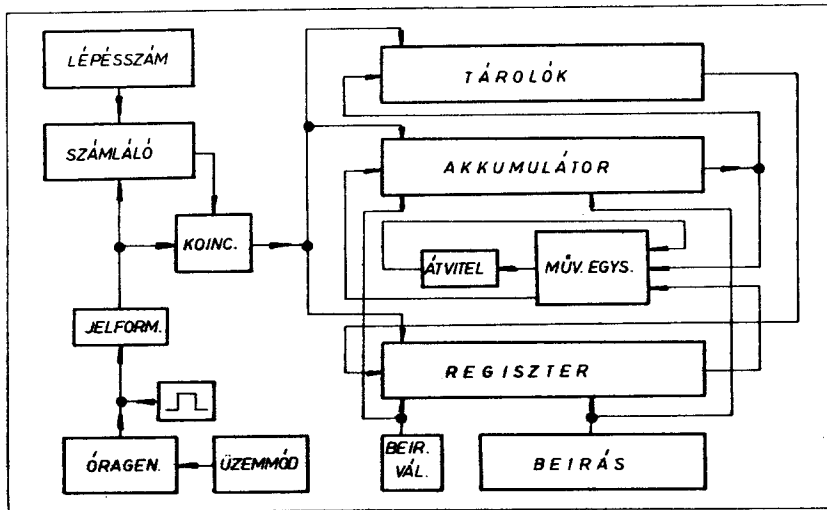 LÉPÉSSZÁM
SZÁMLÁLÓ
KOINC.
JELFORM.
ÓRAGEN.
ÜZEMMÓD
TÁROLÓK
AKKUMULÁTOR
ÁTVITEL
MŰV. EGYS.
REGISZTER
BEIR.
VÁL.
BEIRÁS